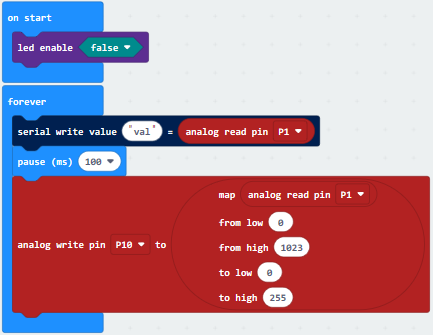 on start
led enable false
forever
serial write value "val" = analog read pin P1
pause (ms) 100
map analog read pin P1
from low 0
analog write pin P10 to
from high 1023
to low 0
to high 255